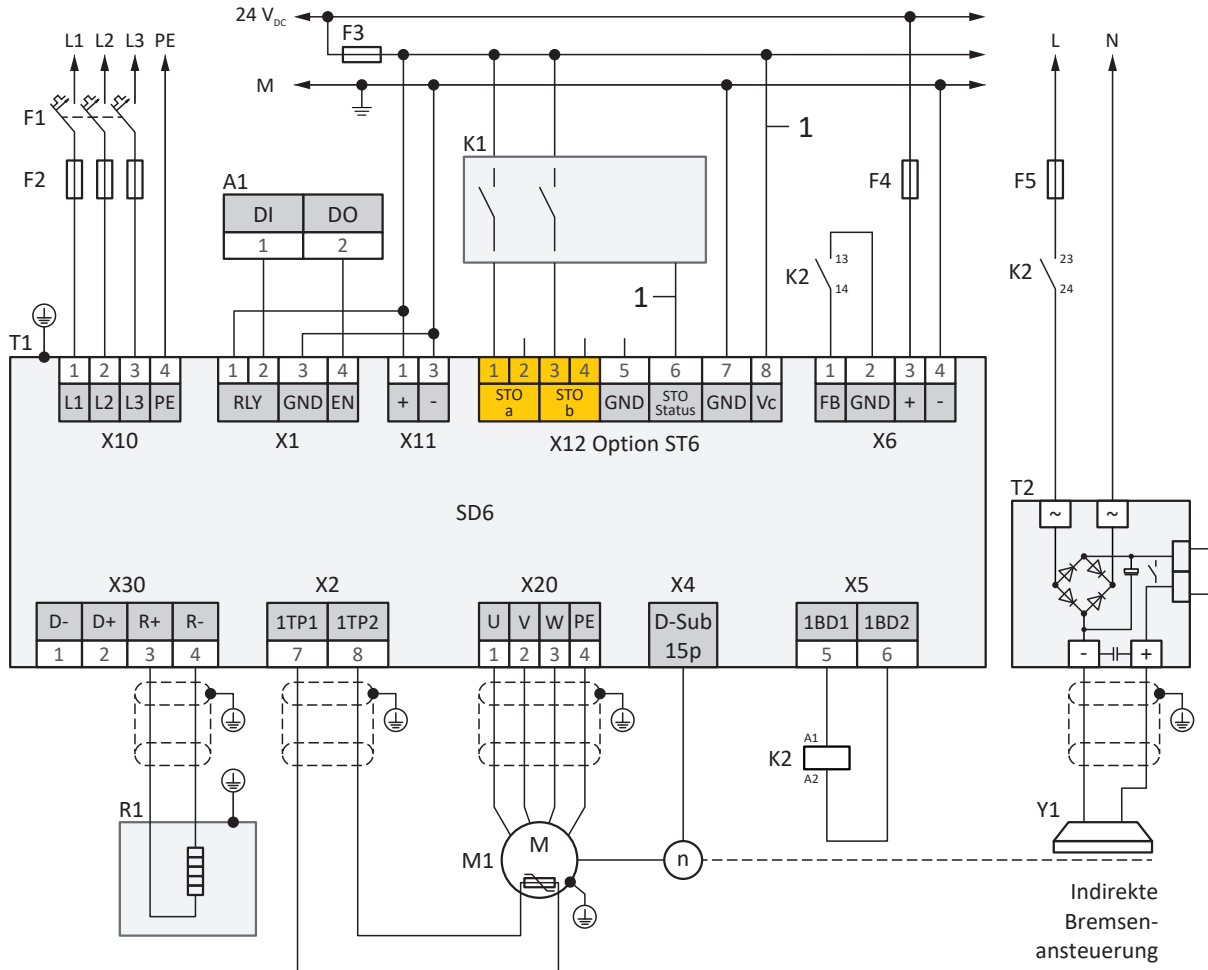 24 V DC
F3
L1 L2 L3 PE
L N
M
F1
1
K1
F2
A1
F4
F5
DI DO
1 2
K2
13
14
K2
23
24
1
T1
1 2 3 4
L1 L2 L3 PE
X10
1 2 3 4
RLY GND EN
X1
1 3
+ -
X11
1 2 3 4 5 6 7 8
STO a
STO b
GND
STO Status
GND
Vc
X12 Option ST6
1 2 3 4
FB GND + -
X6
SD6
T2
~ ~
- +
X30
D- D+ R+ R-
1 2 3 4
X2
1TP1 1TP2
7 8
X20
U V W PE
1 2 3 4
X4
D-Sub
15p
X5
1BD1 1BD2
5 6
K2
A1
A2
R1
M1
M
n
Y1
Indirekte
Bremsen-
ansteuerung